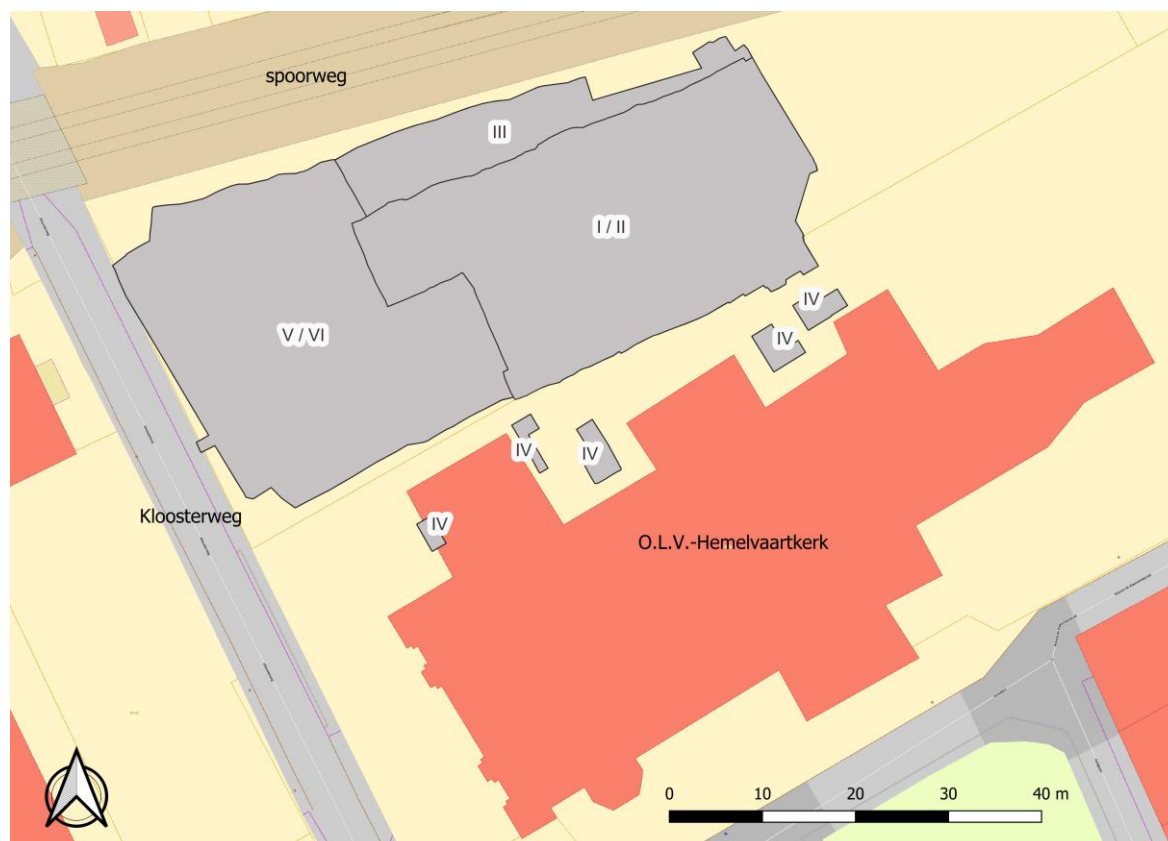 spoorweg
III
I / II
V / VI
IV
IV
IV
IV
IV
Kloosterweg
O.L.V.-Hemelvaartkerk
0 10 20 30 40 m